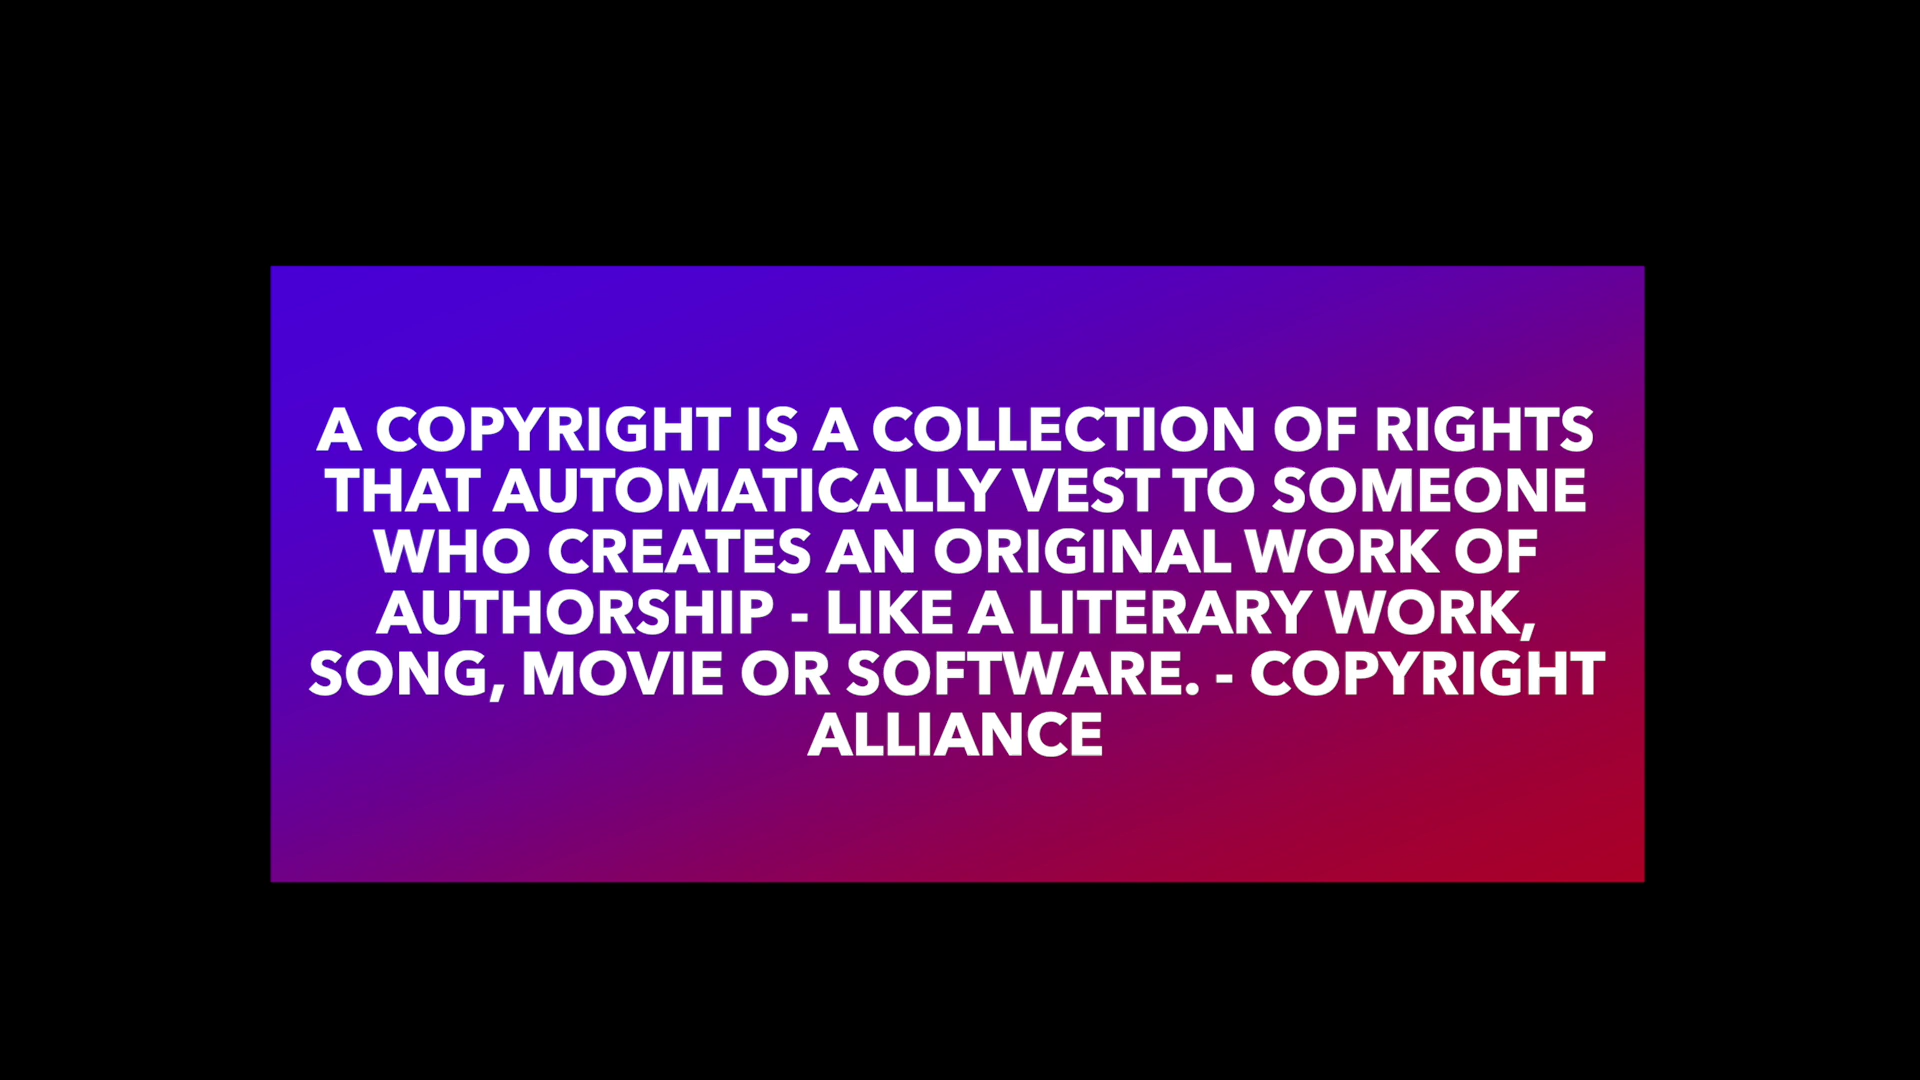 A COPYRIGHT IS A COLLECTION OF RIGHTS
THAT AUTOMATICALLY VEST TO SOMEONE
WHO CREATES AN ORIGINAL WORK OF
AUTHORSHIP - LIKE A LITERARY WORK,
SONG, MOVIE OR SOFTWARE. - COPYRIGHT
ALLIANCE